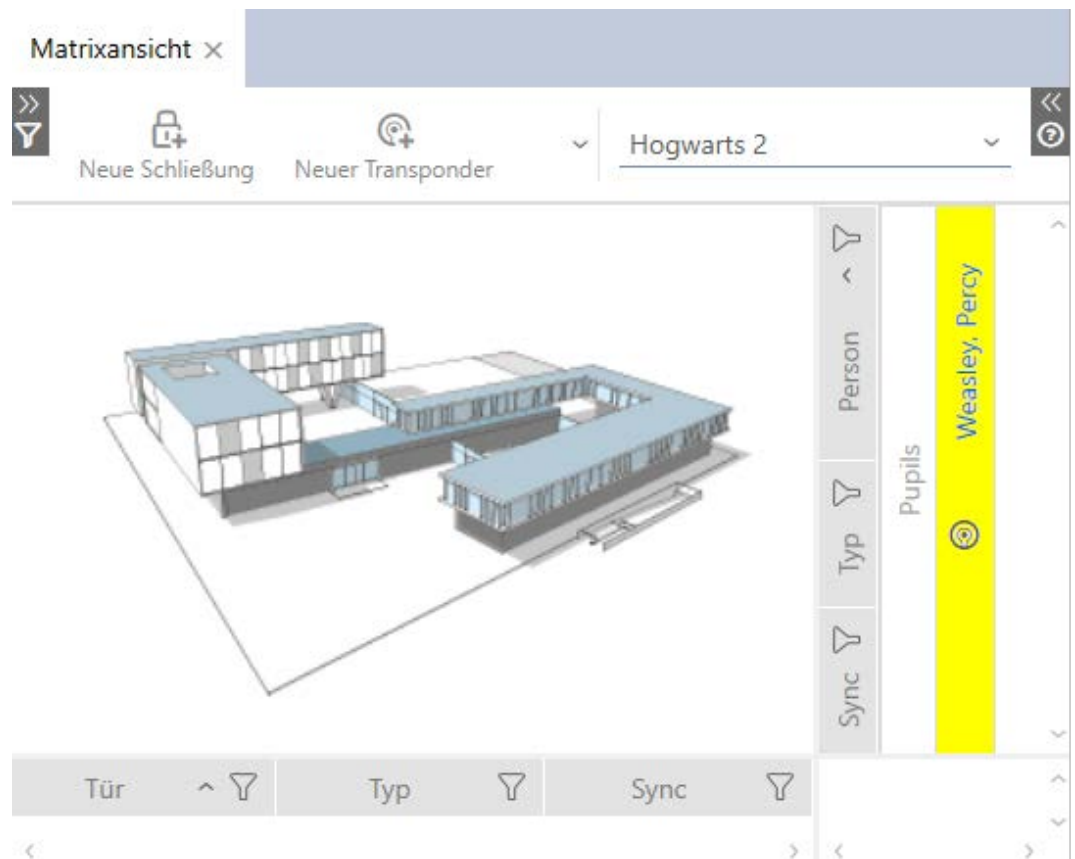 Matrixansicht
Neue Schließung
Neuer Transponder
Hogwarts 2
Person
Typ
Sync
Pupils
Weasley, Percy
Tür
Typ
Sync